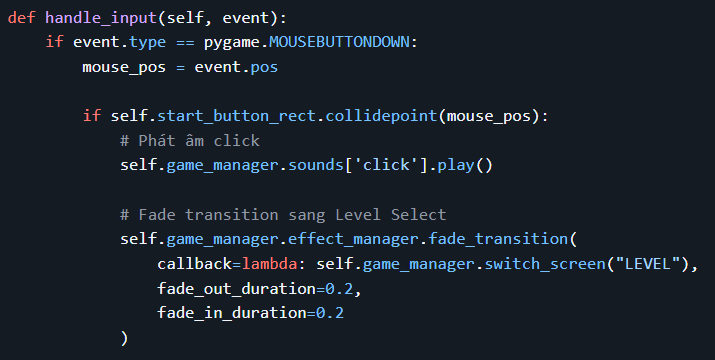 def handle_input(self, event):
    if event.type == pygame.MOUSEBUTTONDOWN:
        mouse_pos = event.pos

        if self.start_button_rect.collidepoint(mouse_pos):
            # Phát âm click
            self.game_manager.sounds['click'].play()

            # Fade transition sang Level Select
            self.game_manager.effect_manager.fade_transition(
                callback=lambda: self.game_manager.switch_screen("LEVEL"),
                fade_out_duration=0.2,
                fade_in_duration=0.2
            )